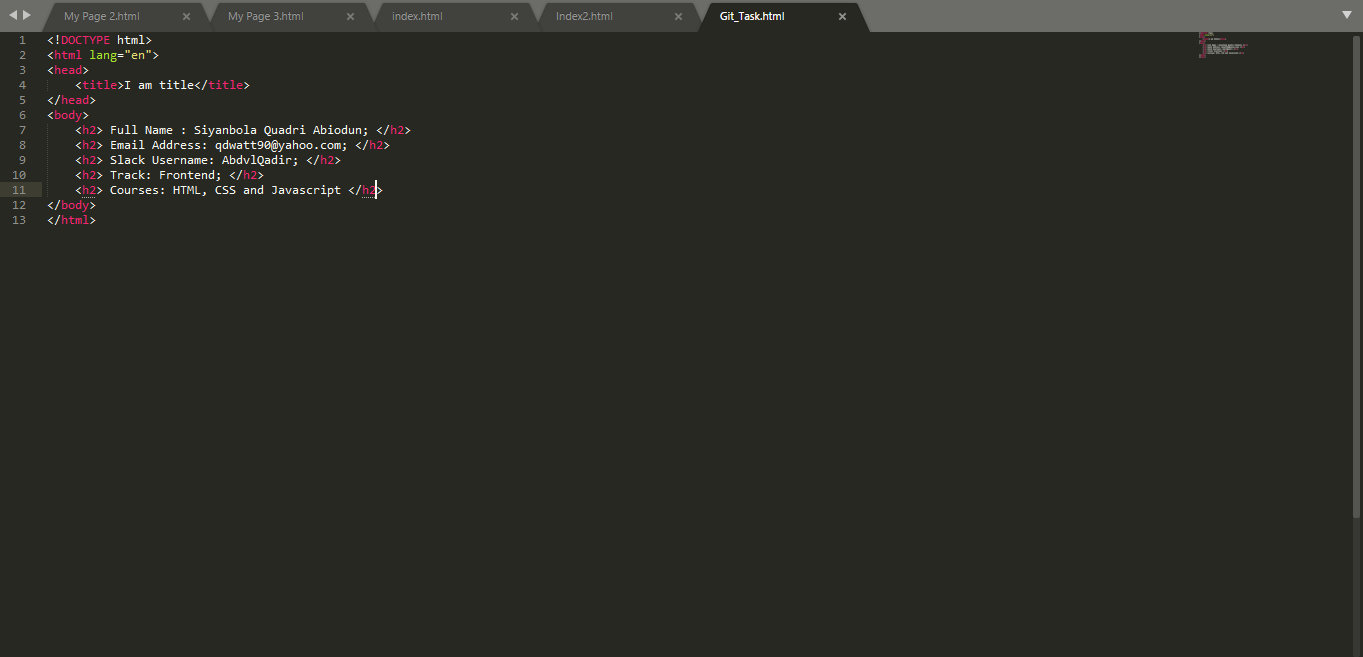 My Page 2.html × My Page 3.html × index.html × Index2.html × Git_Task.html ×
1 <!DOCTYPE html>
2 <html lang="en">
3 <head>
4 <title>I am title</title>
5 </head>
6 <body>
7 <h2> Full Name : Siyanbola Quadri Abiodun; </h2>
8 <h2> Email Address: qdwatt90@yahoo.com; </h2>
9 <h2> Slack Username: AbdvlQadir; </h2>
10 <h2> Track: Frontend; </h2>
11 <h2> Courses: HTML, CSS and Javascript </h2>
12 </body>
13 </html>